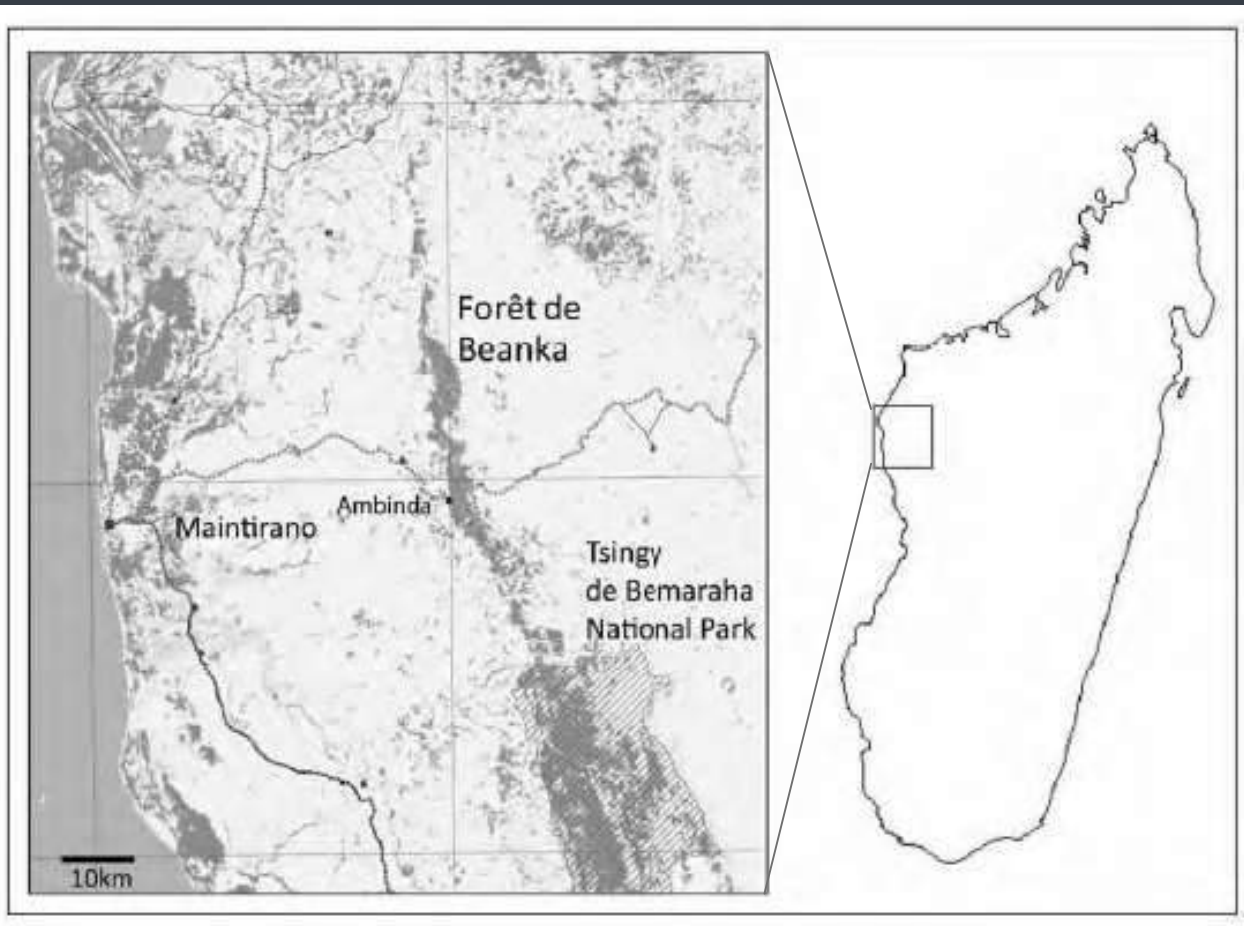 Forêt de
Beanka
Ambinda
Maintirano
Tsingy
de Bemaraha
National Park
10km